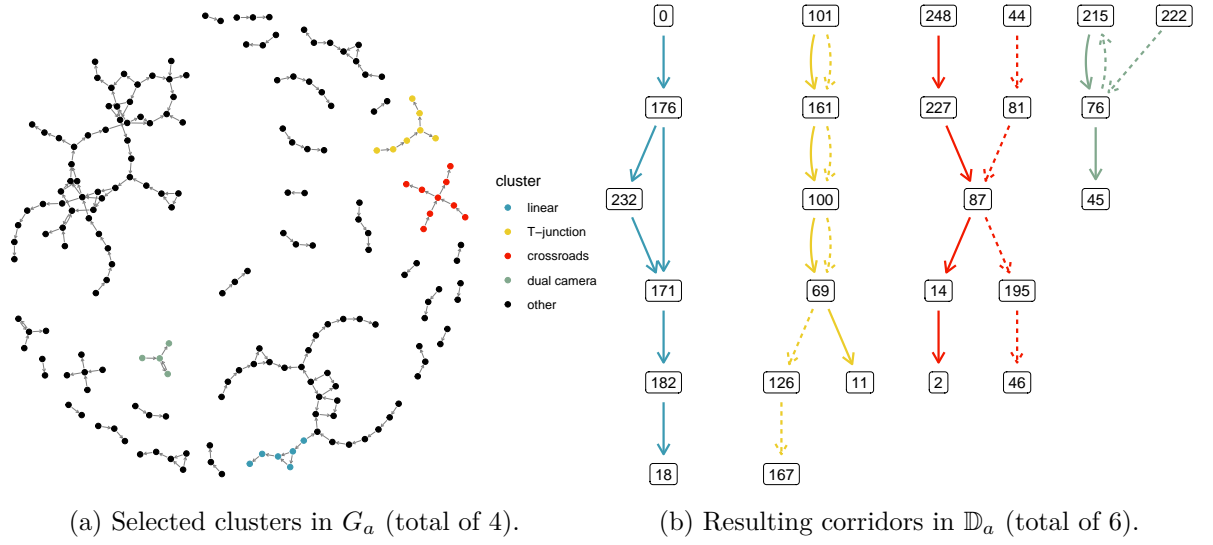 cluster
linear
T−junction
crossroads
dual camera
other
0 101 248 44 215 222
176 161 227 81 76
232 100 87 45
171 69 14 195
182 126 11 2 46
18 167
(a) Selected clusters in G_a (total of 4).
(b) Resulting corridors in 𝔻_a (total of 6).